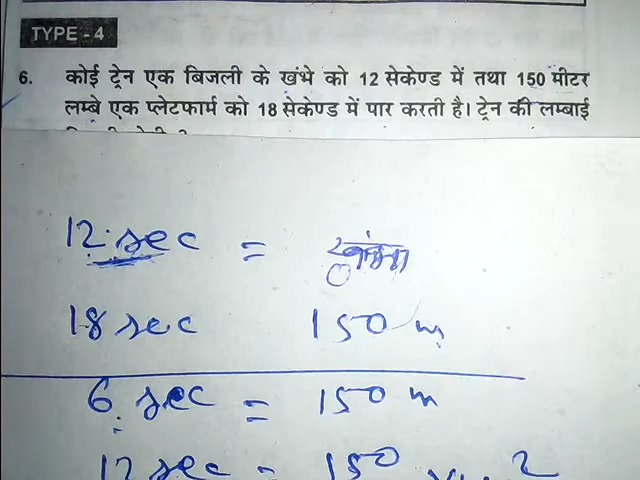 TYPE - 4
6. कोई ट्रेन एक बिजली के खंभे को 12 सेकेण्ड में तथा 150 मीटर
लम्बे एक प्लेटफार्म को 18 सेकेण्ड में पार करती है। ट्रेन की लम्बाई
12 sec = खंभा
18 sec 150 m
6 sec = 150 m
12 sec = 150 2